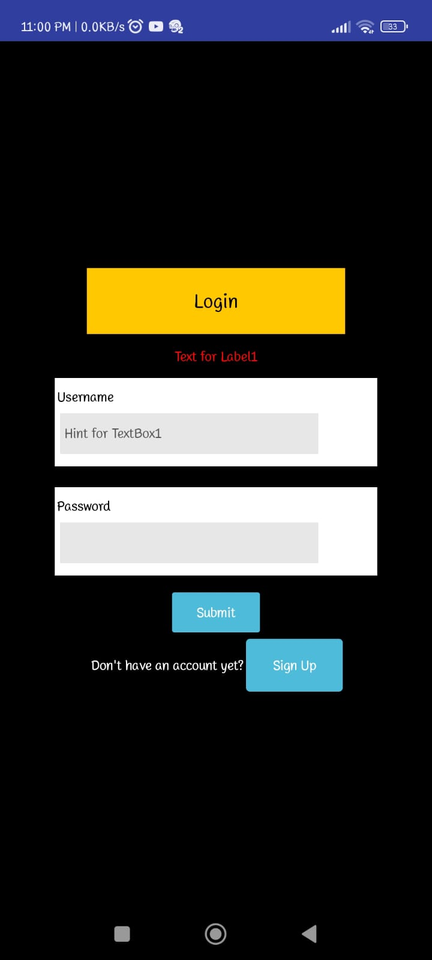 11:00 PM | 0.0KB/s 33
Login
Text for Label1
Username
Hint for TextBox1
Password
Submit
Don't have an account yet? Sign Up